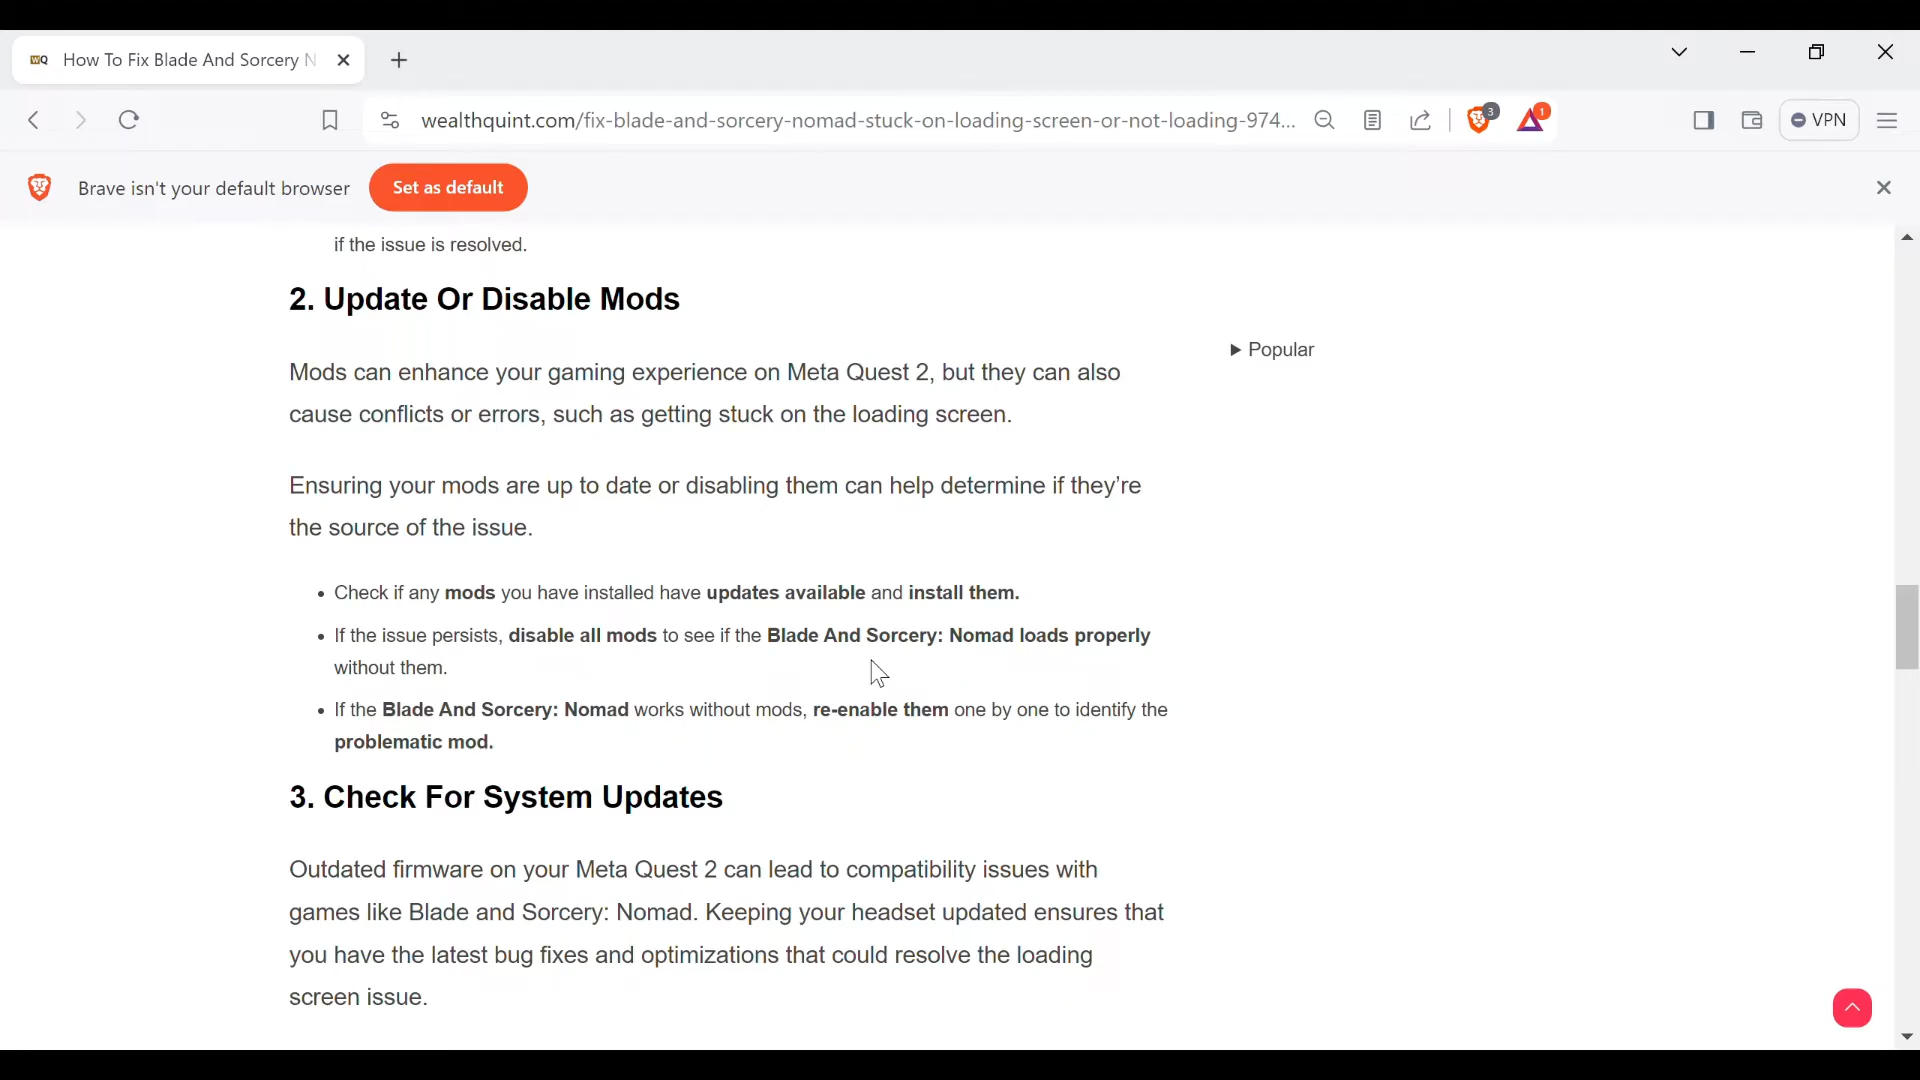 WQ How To Fix Blade And Sorcery N
wealthquint.com/fix-blade-and-sorcery-nomad-stuck-on-loading-screen-or-not-loading-974...
3
1
VPN
Brave isn't your default browser
Set as default
if the issue is resolved.
2. Update Or Disable Mods
Popular
Mods can enhance your gaming experience on Meta Quest 2, but they can also
cause conflicts or errors, such as getting stuck on the loading screen.
Ensuring your mods are up to date or disabling them can help determine if they’re
the source of the issue.
• Check if any mods you have installed have updates available and install them.
• If the issue persists, disable all mods to see if the Blade And Sorcery: Nomad loads properly
without them.
• If the Blade And Sorcery: Nomad works without mods, re-enable them one by one to identify the
problematic mod.
3. Check For System Updates
Outdated firmware on your Meta Quest 2 can lead to compatibility issues with
games like Blade and Sorcery: Nomad. Keeping your headset updated ensures that
you have the latest bug fixes and optimizations that could resolve the loading
screen issue.